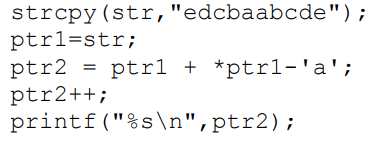 strcpy(str,"edcbaabcde");
ptr1=str;
ptr2 = ptr1 + *ptr1-'a';
ptr2++;
printf("%s\n",ptr2);